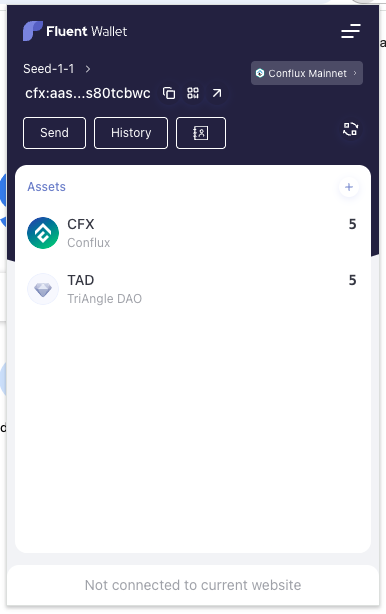 Fluent Wallet
Seed-1-1
Conflux Mainnet
cfx:aas...s80tcbwc
Send
History
Assets
+
CFX
5
Conflux
TAD
5
TriAngle DAO
Not connected to current website
a
d